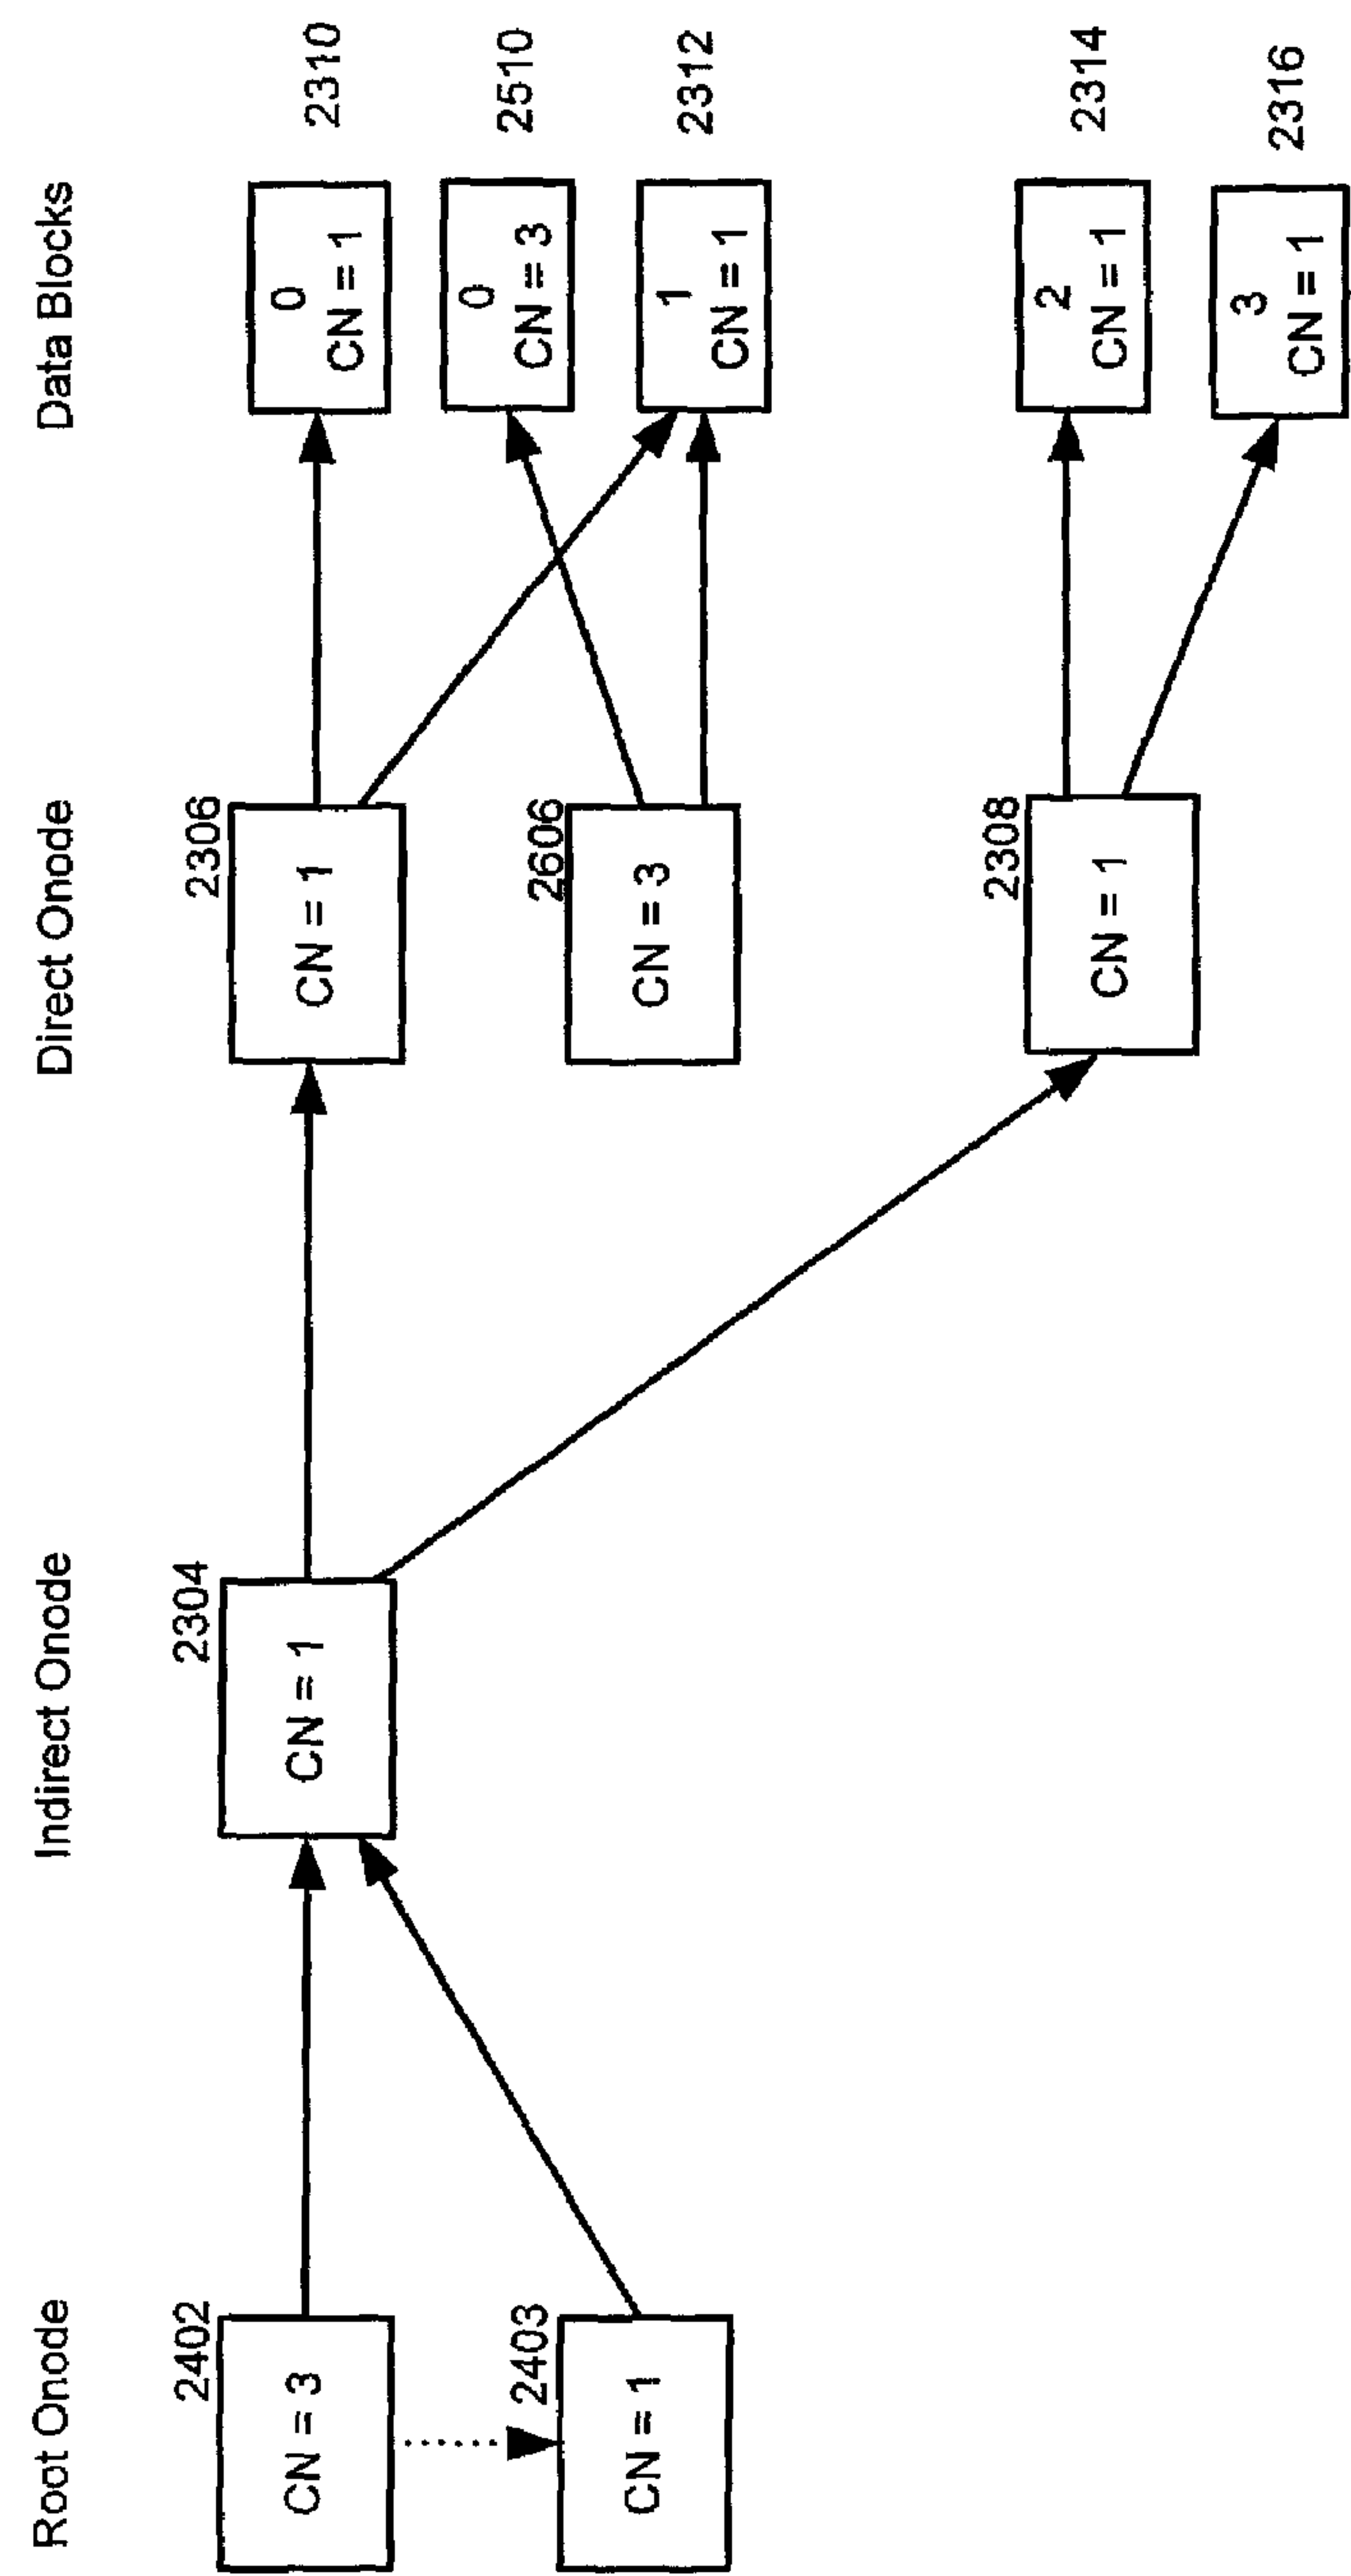 Root Onode
Indirect Onode
Direct Onode
Data Blocks
2402
CN = 3
2403
CN = 1
2304
CN = 1
2306
CN = 1
2606
CN = 3
2308
CN = 1
0
CN = 1
2310
0
CN = 3
2510
1
CN = 1
2312
2
CN = 1
2314
3
CN = 1
2316